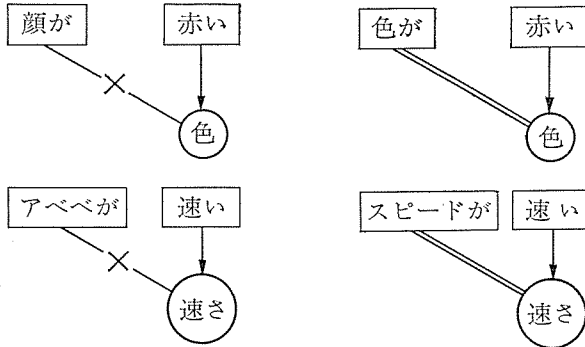 顔が 赤い 色が 赤い
色 色
アベベが 速い スピードが 速い
速さ 速さ